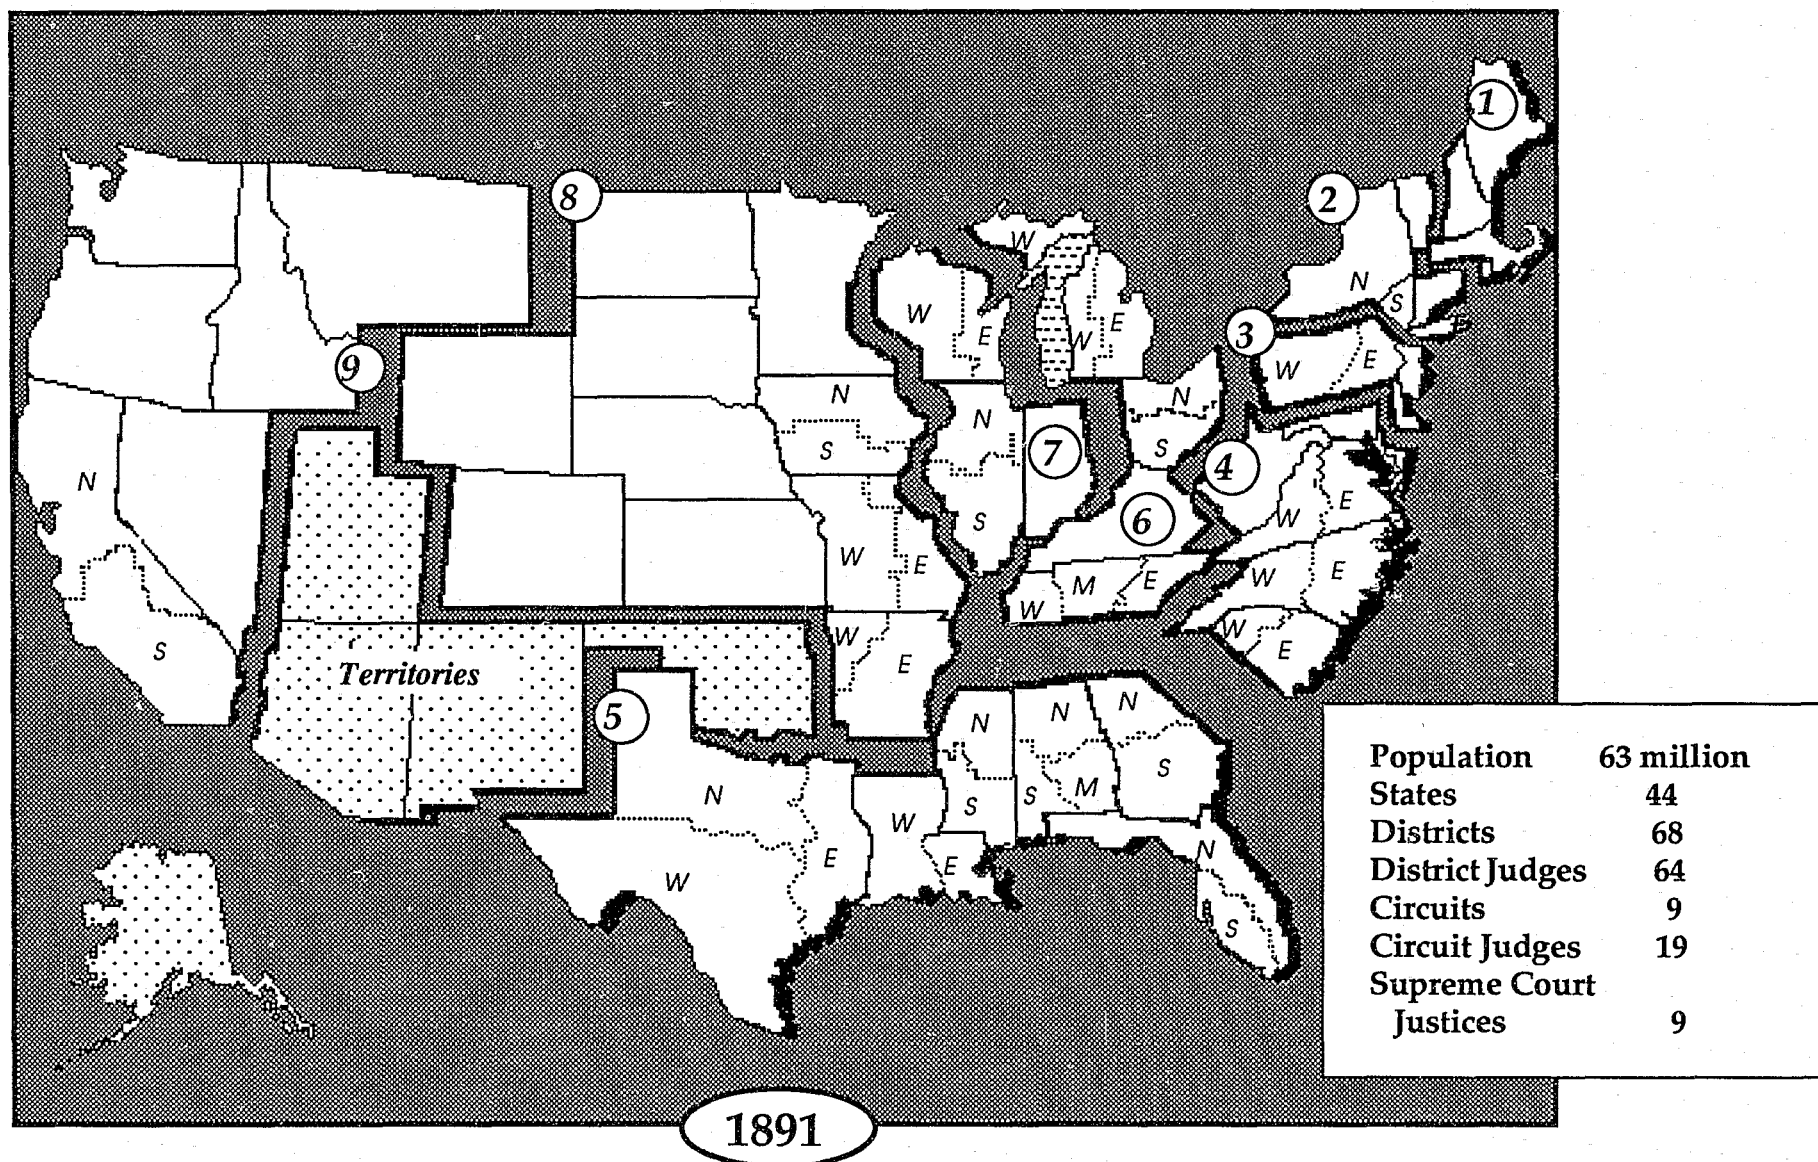 1
8
2
W
N
S
E
W
E
W
E
3
W
E
9
N
N
N
S
S
7
4
N
S
6
W
E
W
E
W
M
E
W
E
S
W
E
W
E
Territories
5
N
N
N
N
S
M
S
S
W
E
E
W
N
S
Population 63 million
States 44
Districts 68
District Judges 64
Circuits 9
Circuit Judges 19
Supreme Court
Justices 9
1891